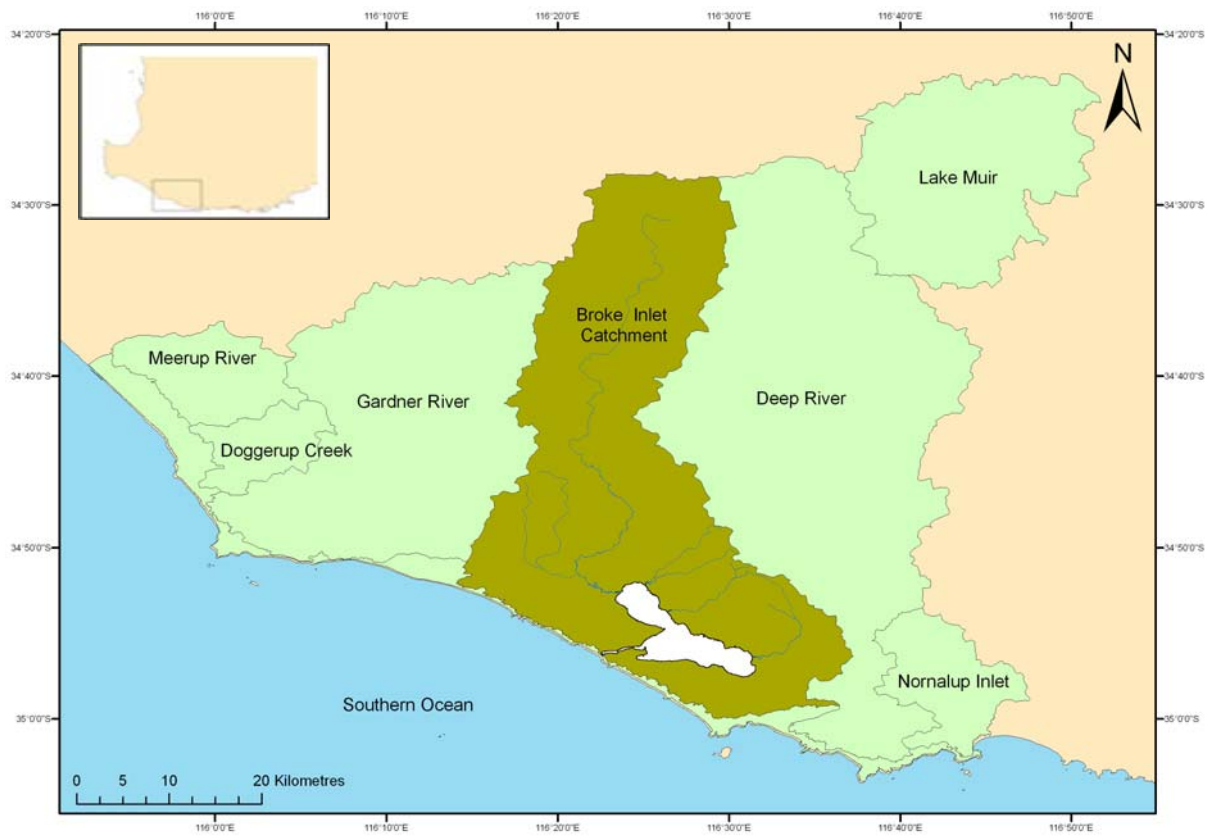 116°0'0"E 116°10'0"E 116°20'0"E 116°30'0"E 116°40'0"E 116°50'0"E
34°20'0"S 34°20'0"S
N
Lake Muir
34°30'0"S 34°30'0"S
Broke Inlet
Catchment
Meerup River
34°40'0"S 34°40'0"S
Gardner River
Deep River
Doggerup Creek
34°50'0"S 34°50'0"S
Nornalup Inlet
Southern Ocean
35°0'0"S 35°0'0"S
0 5 10 20 Kilometres
116°0'0"E 116°10'0"E 116°20'0"E 116°30'0"E 116°40'0"E 116°50'0"E